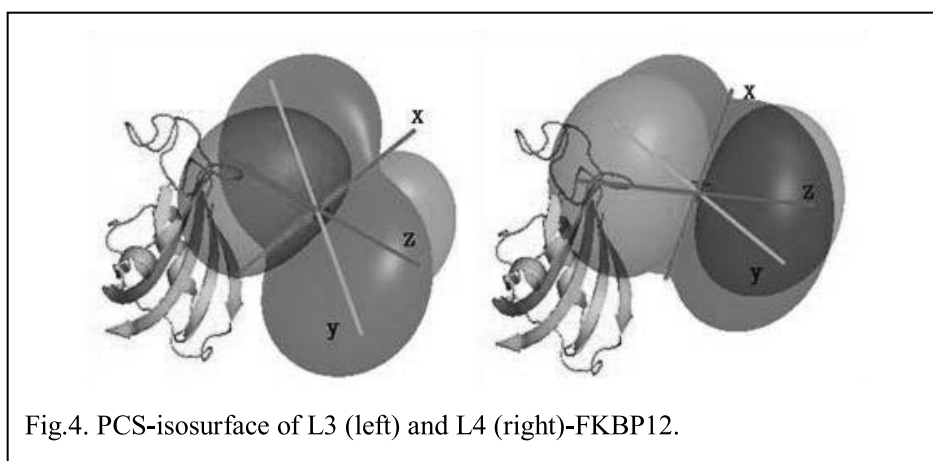 x
z
y
x
z
y
Fig.4. PCS-isosurface of L3 (left) and L4 (right)-FKBP12.